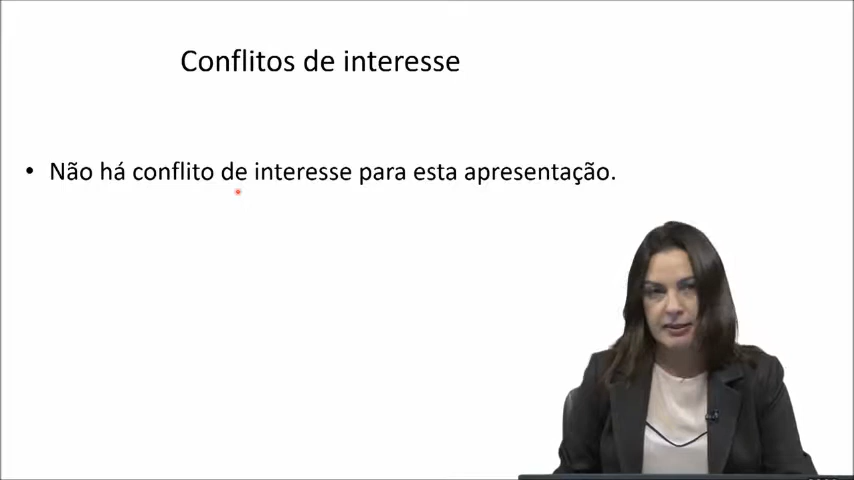 Conflitos de interesse
• Não há conflito de interesse para esta apresentação.